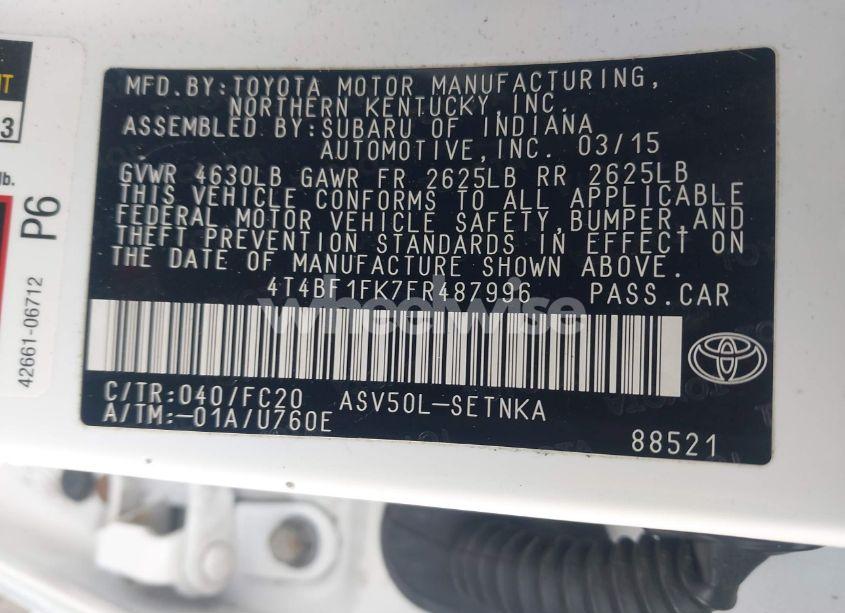 MFD.BY:TOYOTA MOTOR MANUFACTURING,
NORTHERN KENTUCKY,INC.
ASSEMBLED BY:SUBARU OF INDIANA
AUTOMOTIVE,INC. 03/15
GVWR 4630LB GAWR FR 2625LB RR 2625LB
THIS VEHICLE CONFORMS TO ALL APPLICABLE
FEDERAL MOTOR VEHICLE SAFETY,BUMPER,AND
THEFT PREVENTION STANDARDS IN EFFECT ON
THE DATE OF MANUFACTURE SHOWN ABOVE.
4T4BF1FK7FR487996 PASS.CAR
wheelwise
C/TR:040/FC20 ASV50L-SETNKA
A/TM:-01A/U760E
88521
3
lb.
P6
42661-06712